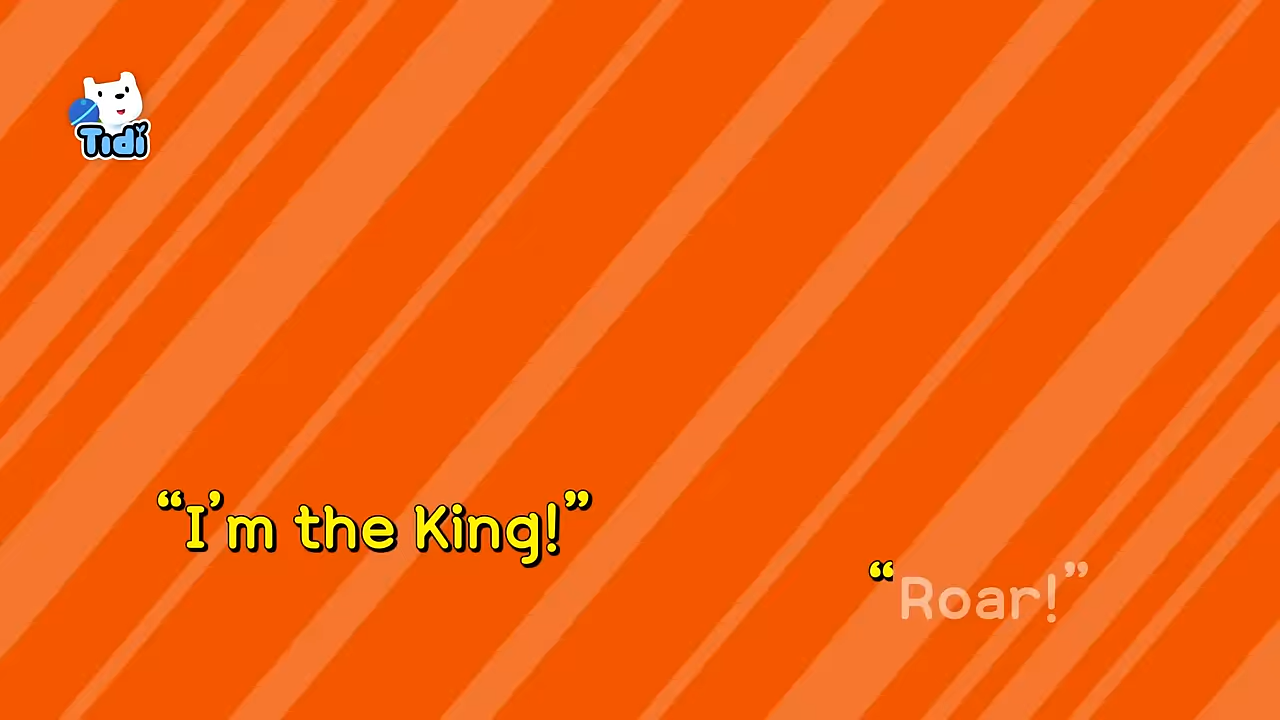 Tidi
“I’m the King!”
“Roar!”